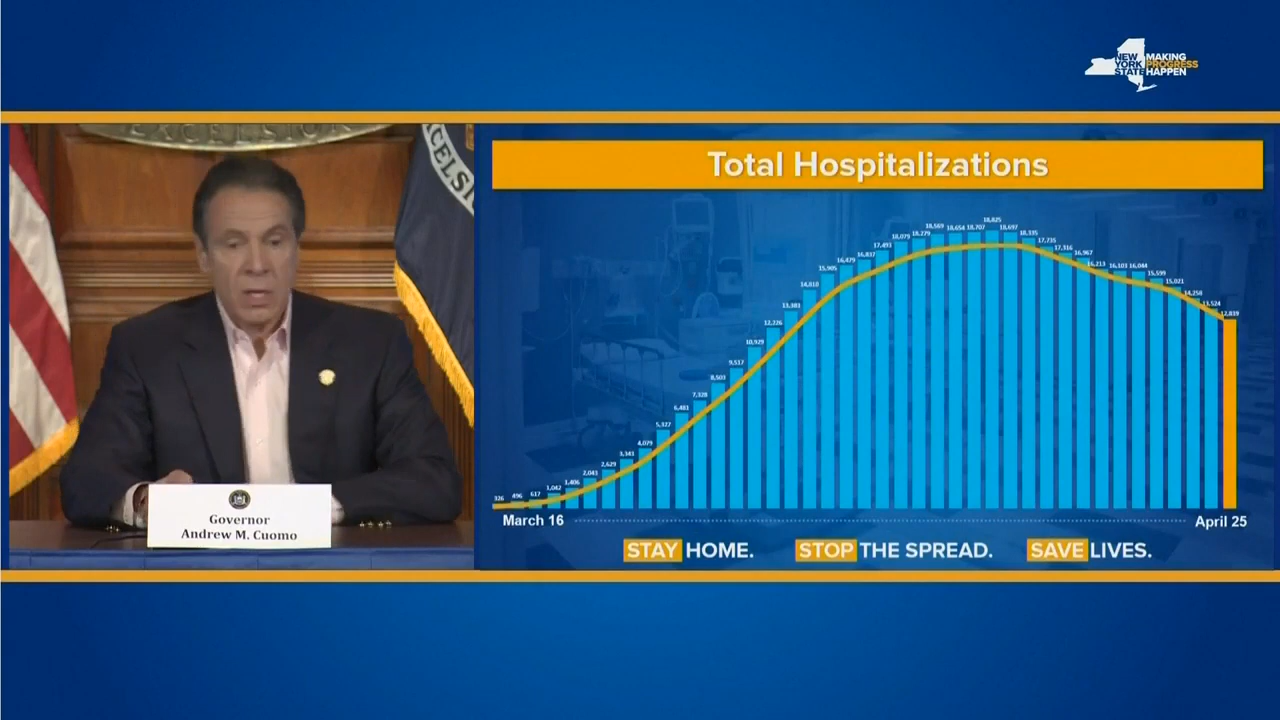 NEW
YORK
STATE
MAKING
PROGRESS
HAPPEN
EXCELSIOR
EXCELSI
Governor
Andrew M. Cuomo
Total Hospitalizations
326
496
617
1,042
1,406
2,043
2,629
3,343
4,079
5,327
6,481
7,328
8,503
9,517
10,929
12,226
13,383
14,810
15,905
16,479
16,837
17,493
18,079
18,279
18,569
18,654
18,707
18,825
18,697
18,335
17,735
17,316
16,967
16,213
16,103
16,044
15,599
15,021
14,258
13,524
12,839
March 16
April 25
STAY HOME.
STOP THE SPREAD.
SAVE LIVES.